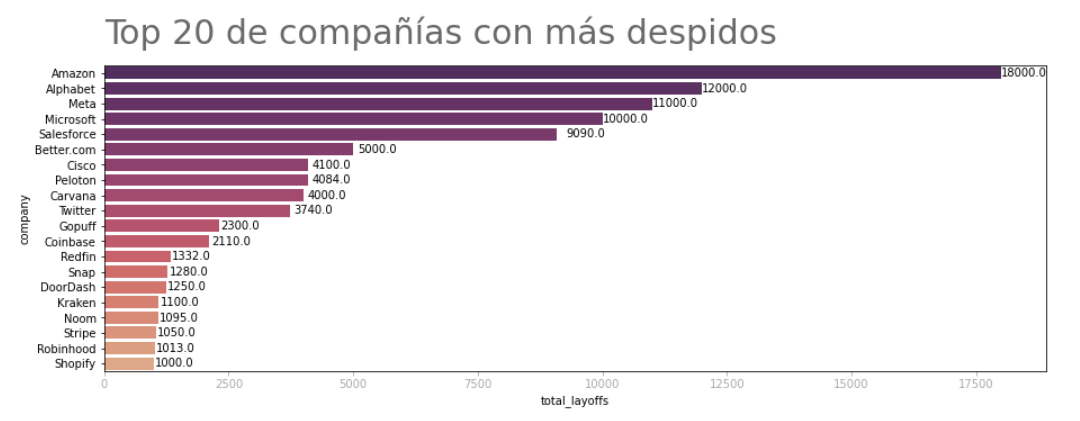 Top 20 de compañías con más despidos
company
Amazon 18000.0
Alphabet 12000.0
Meta 11000.0
Microsoft 10000.0
Salesforce 9090.0
Better.com 5000.0
Cisco 4100.0
Peloton 4084.0
Carvana 4000.0
Twitter 3740.0
Gopuff 2300.0
Coinbase 2110.0
Redfin 1332.0
Snap 1280.0
DoorDash 1250.0
Kraken 1100.0
Noom 1095.0
Stripe 1050.0
Robinhood 1013.0
Shopify 1000.0
0 2500 5000 7500 10000 12500 15000 17500
total_layoffs